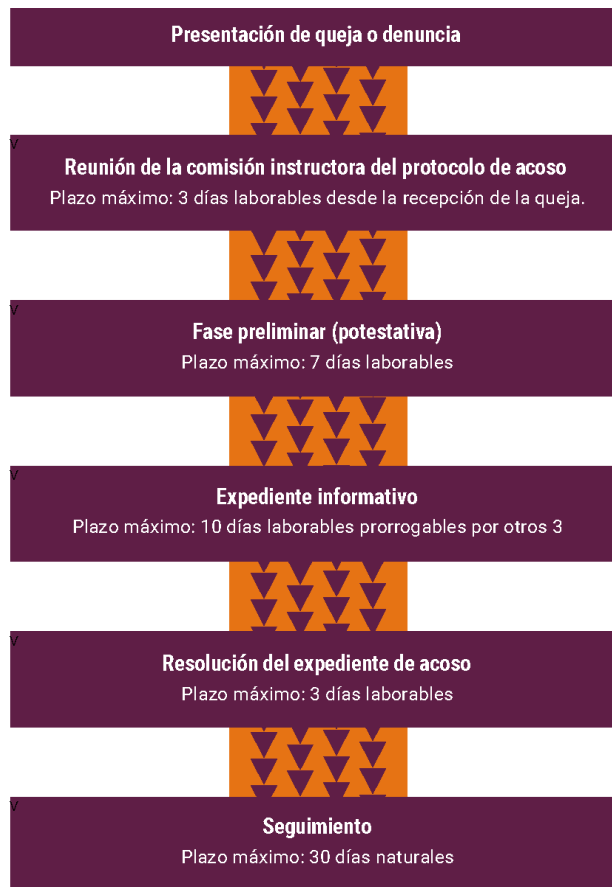 Presentación de queja o denuncia
v
Reunión de la comisión instructora del protocolo de acoso
Plazo máximo: 3 días laborables desde la recepción de la queja.
v
Fase preliminar (potestativa)
Plazo máximo: 7 días laborables
v
Expediente informativo
Plazo máximo: 10 días laborables prorrogables por otros 3
v
Resolución del expediente de acoso
Plazo máximo: 3 días laborables
v
Seguimiento
Plazo máximo: 30 días naturales